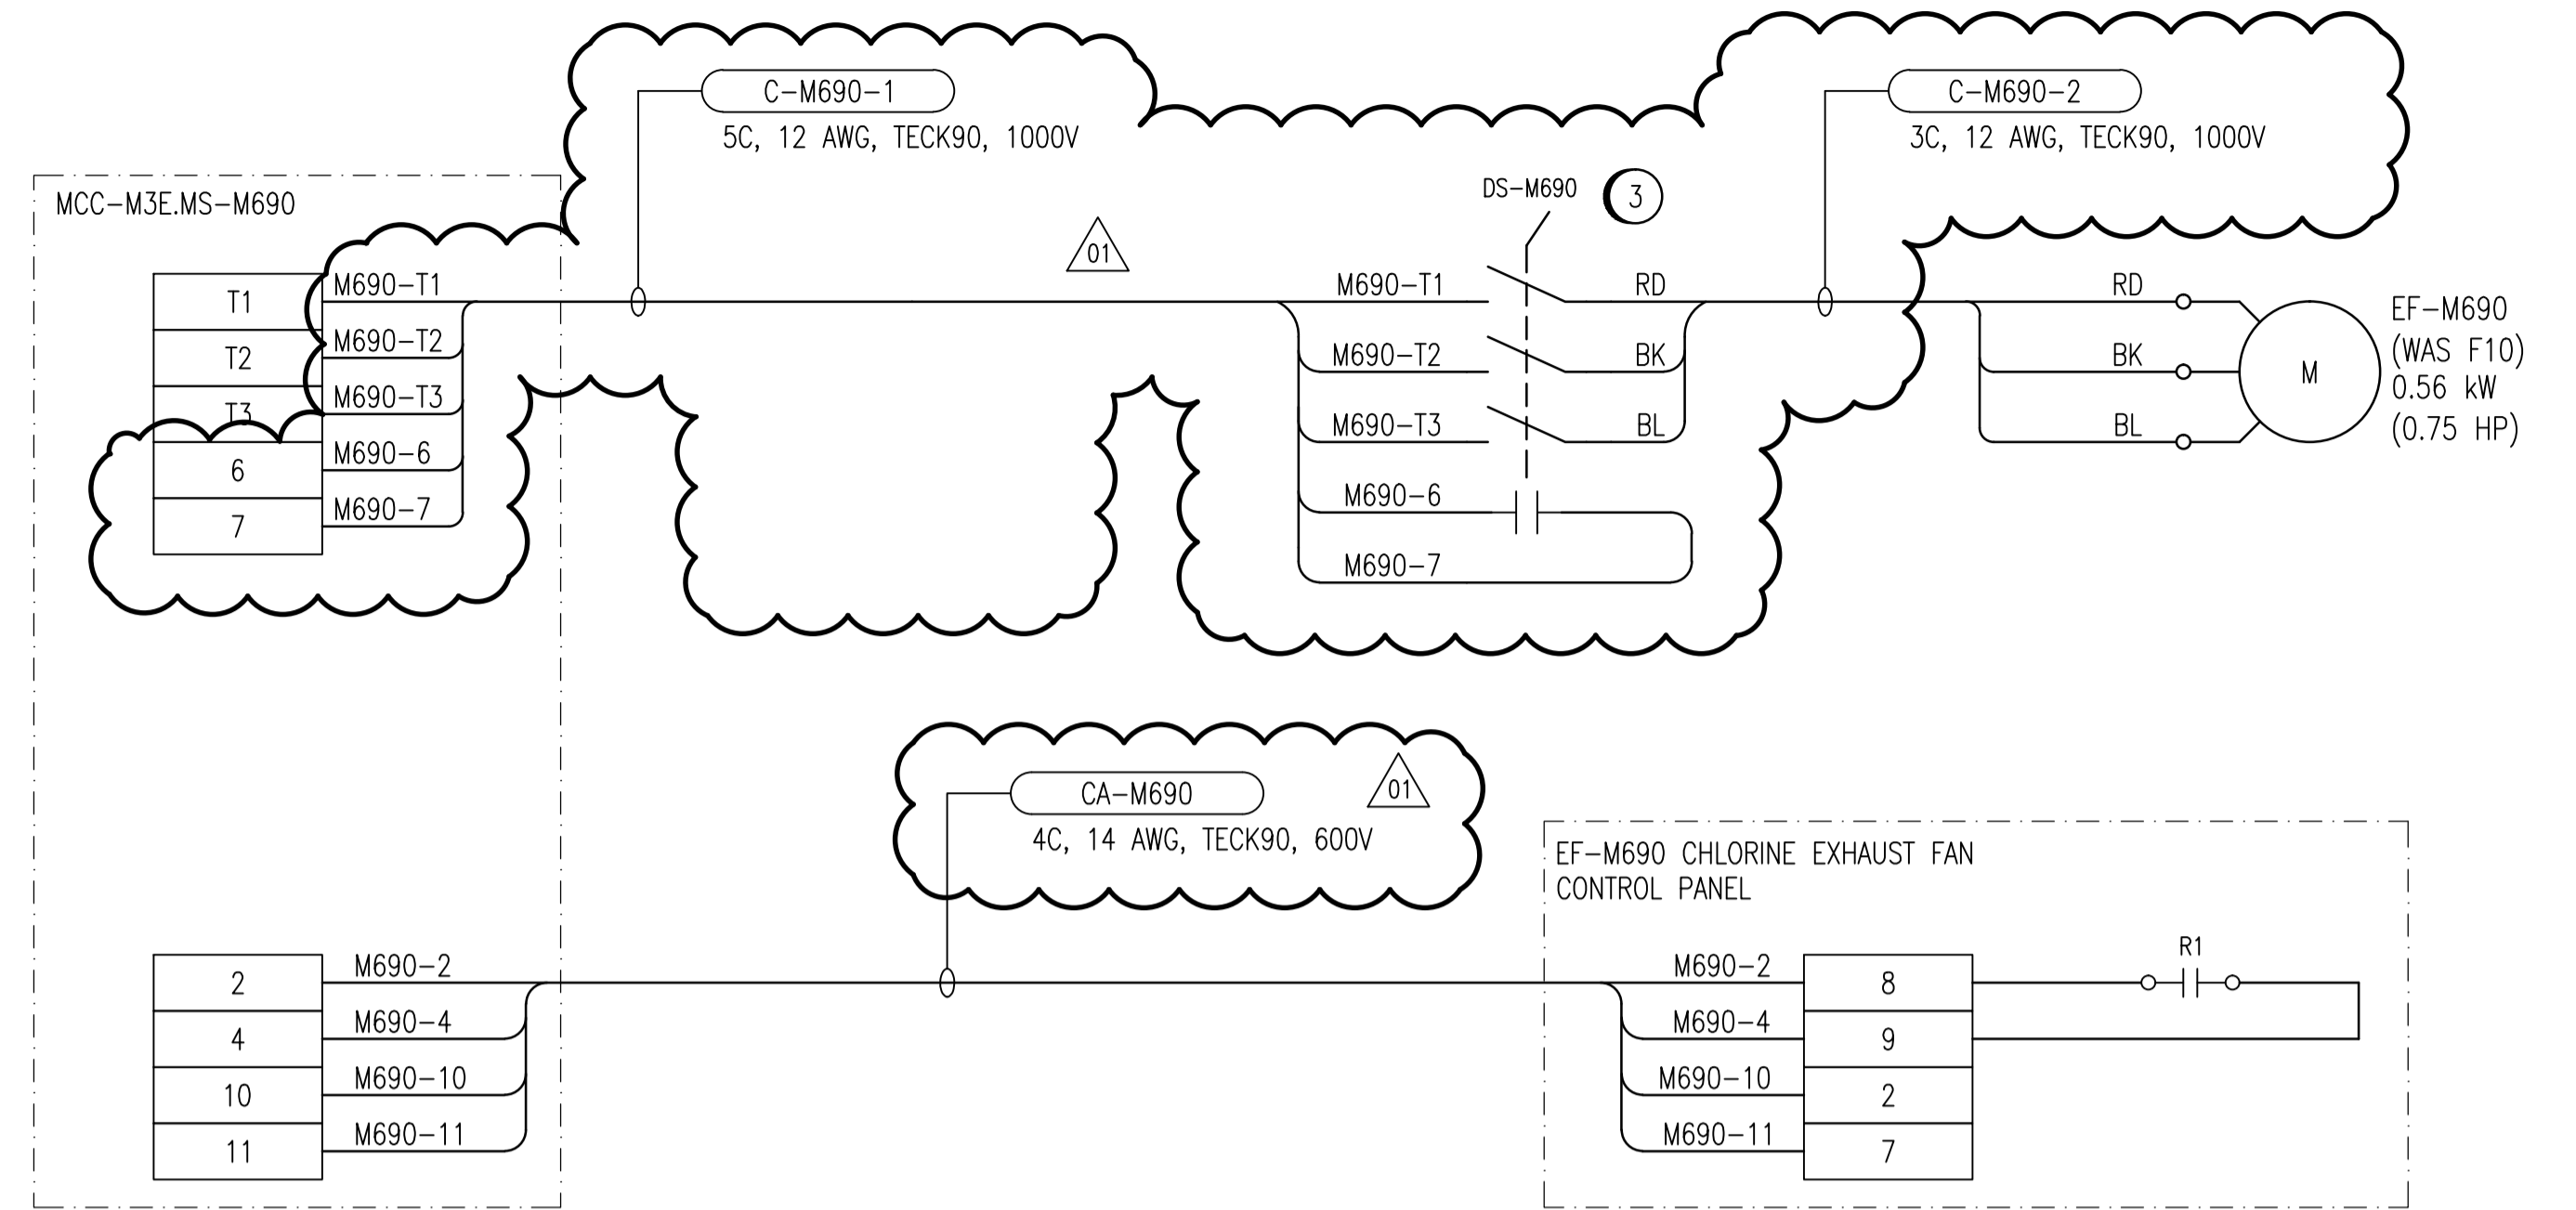 C-M690-1
5C, 12 AWG, TECK90, 1000V
C-M690-2
3C, 12 AWG, TECK90, 1000V
MCC-M3E.MS-M690
DS-M690
3
01
T1
M690-T1
T2
M690-T2
T3
M690-T3
6
M690-6
7
M690-7
M690-T1
RD
M690-T2
BK
M690-T3
BL
M690-6
M690-7
RD
BK
BL
M
EF-M690
(WAS F10)
0.56 kW
(0.75 HP)
CA-M690
01
4C, 14 AWG, TECK90, 600V
EF-M690 CHLORINE EXHAUST FAN
CONTROL PANEL
2
M690-2
4
M690-4
10
M690-10
11
M690-11
M690-2
8
R1
M690-4
9
M690-10
2
M690-11
7